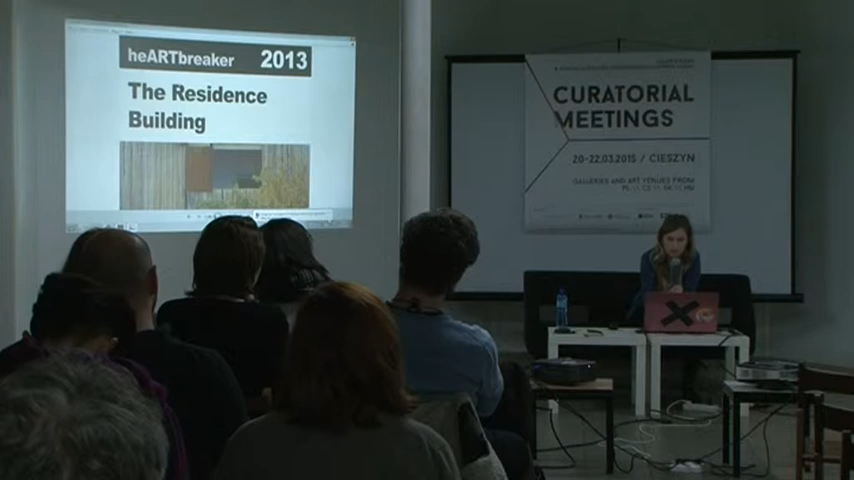 heARTbreaker 2013
The Residence
Building
CURATORIAL
MEETINGS
20-22.03.2015 / CIESZYN
GALLERIES AND ART VENUES FROM